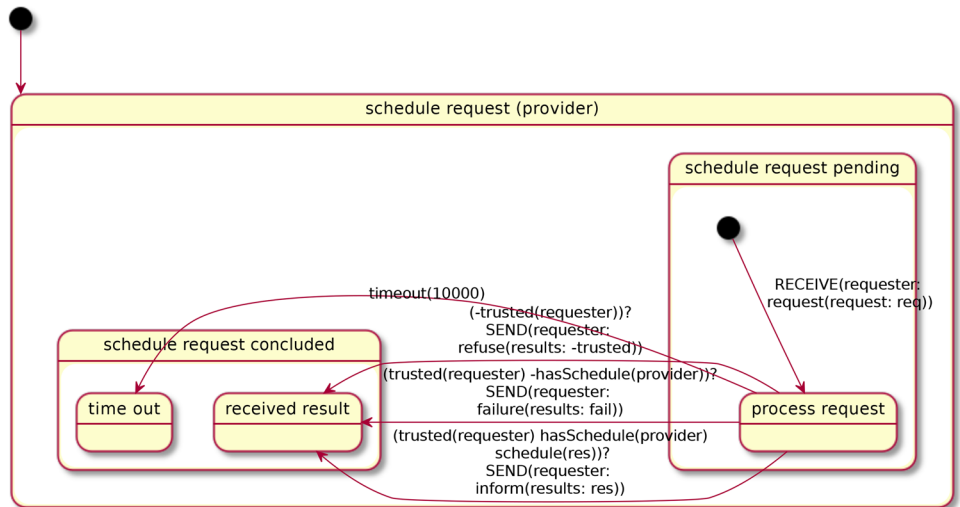 schedule request (provider)
schedule request pending
RECEIVE(requester:
request(request: req))
timeout(10000)
(-trusted(requester))?
SEND(requester:
refuse(results: -trusted))
schedule request concluded
(trusted(requester) -hasSchedule(provider))?
SEND(requester:
failure(results: fail))
time out
received result
process request
(trusted(requester) hasSchedule(provider)
schedule(res))?
SEND(requester:
inform(results: res))